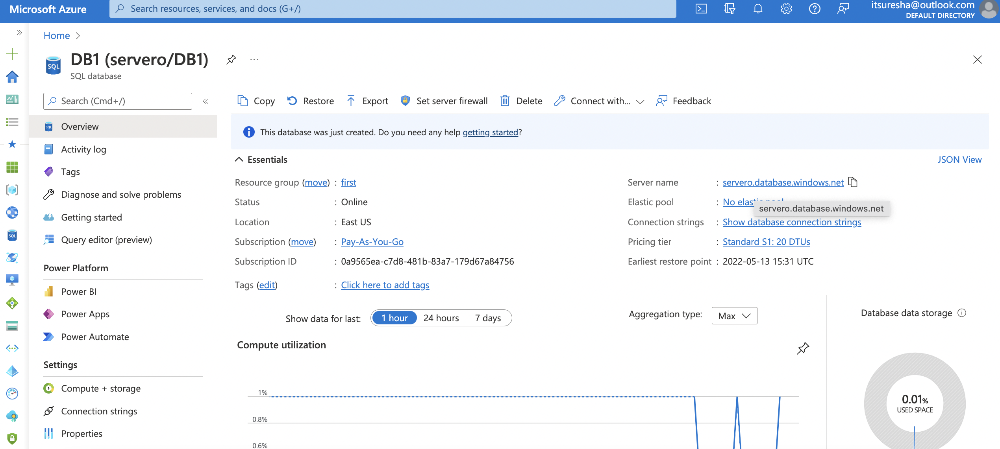 Microsoft Azure
Search resources, services, and docs (G+/)
itsuresha@outlook.com
DEFAULT DIRECTORY
Home
DB1 (servero/DB1)
SQL
SQL database
Search (Cmd+/)
Copy
Restore
Export
Set server firewall
Delete
Connect with...
Feedback
This database was just created. Do you need any help getting started?
SQL Overview
Activity log
Tags
Diagnose and solve problems
Getting started
Query editor (preview)
SQL
Power Platform
Power BI
Power Apps
Power Automate
Settings
Compute + storage
Connection strings
Properties
Essentials
JSON View
Resource group (move) : first
Status : Online
Location : East US
Subscription (move) : Pay-As-You-Go
Subscription ID : 0a9565ea-c7d8-481b-83a7-179d67a84756
Tags (edit) : Click here to add tags
Server name : servero.database.windows.net
Elastic pool : No elastic pool
servero.database.windows.net
Connection strings : Show database connection strings
Pricing tier : Standard S1: 20 DTUs
Earliest restore point : 2022-05-13 15:31 UTC
Show data for last: 1 hour 24 hours 7 days
Aggregation type: Max
Compute utilization
1%
0.8%
0.6%
Database data storage
0.01%
USED SPACE